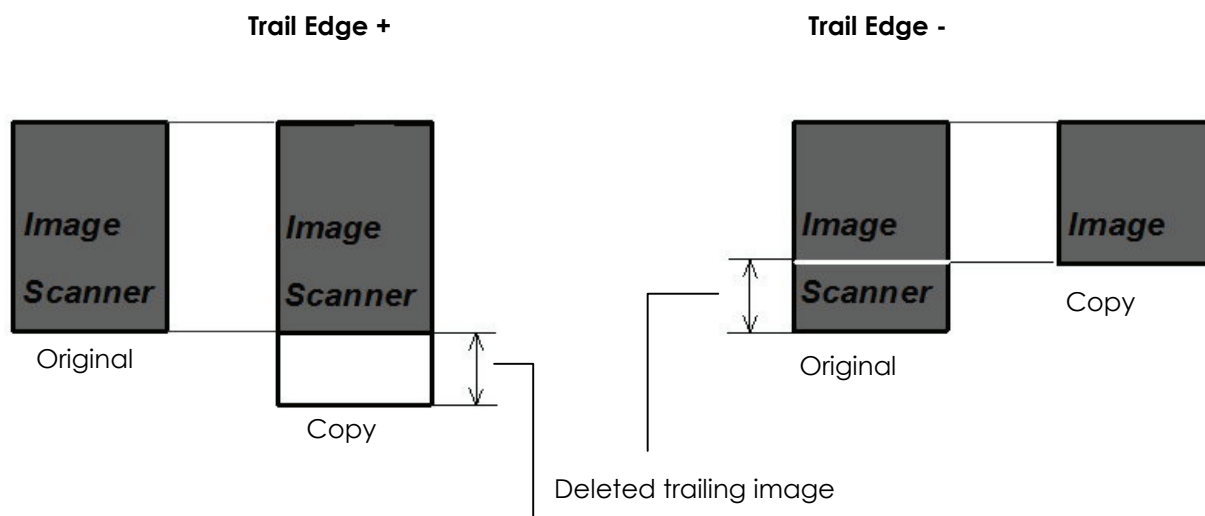 Trail Edge +
Trail Edge -
Image
Scanner
Image
Scanner
Image
Scanner
Image
Original
Copy
Original
Copy
Deleted trailing image